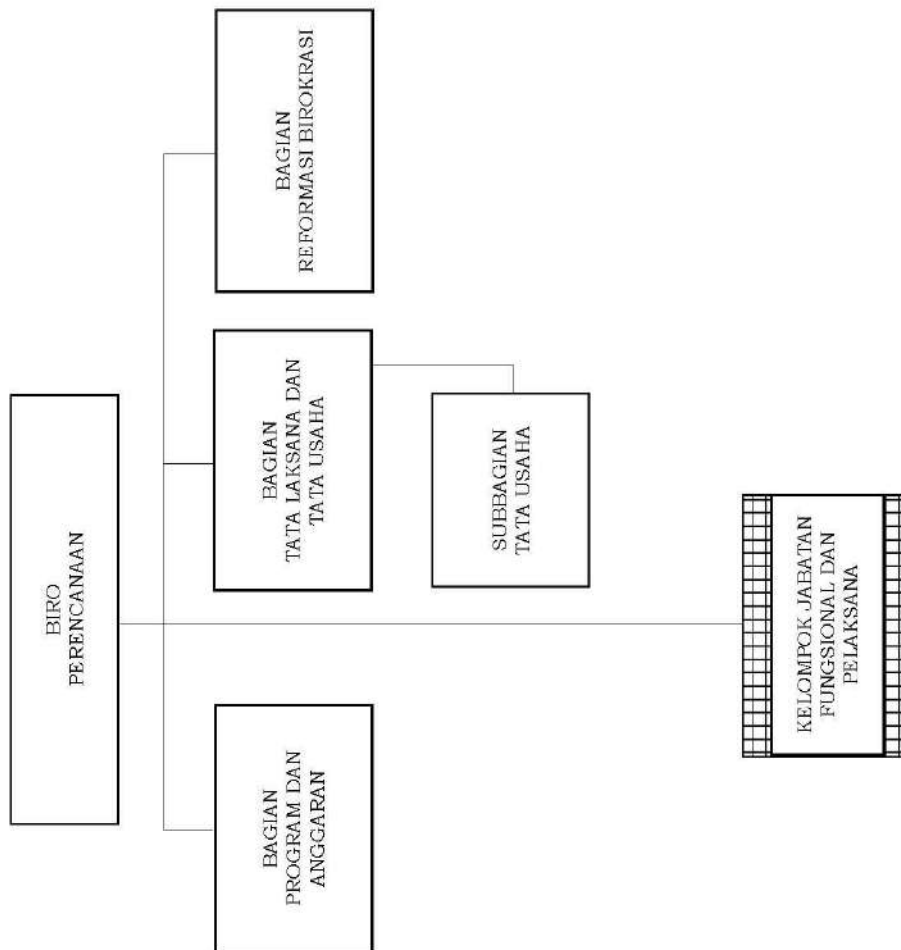 BIRO
PERENCANAAN
BAGIAN
PROGRAM DAN
ANGGARAN
BAGIAN
TATA LAKSANA DAN
TATA USAHA
BAGIAN
REFORMASI BIROKRASI
SUBBAGIAN
TATA USAHA
KELOMPOK JABATAN
FUNGSIONAL DAN
PELAKSANA